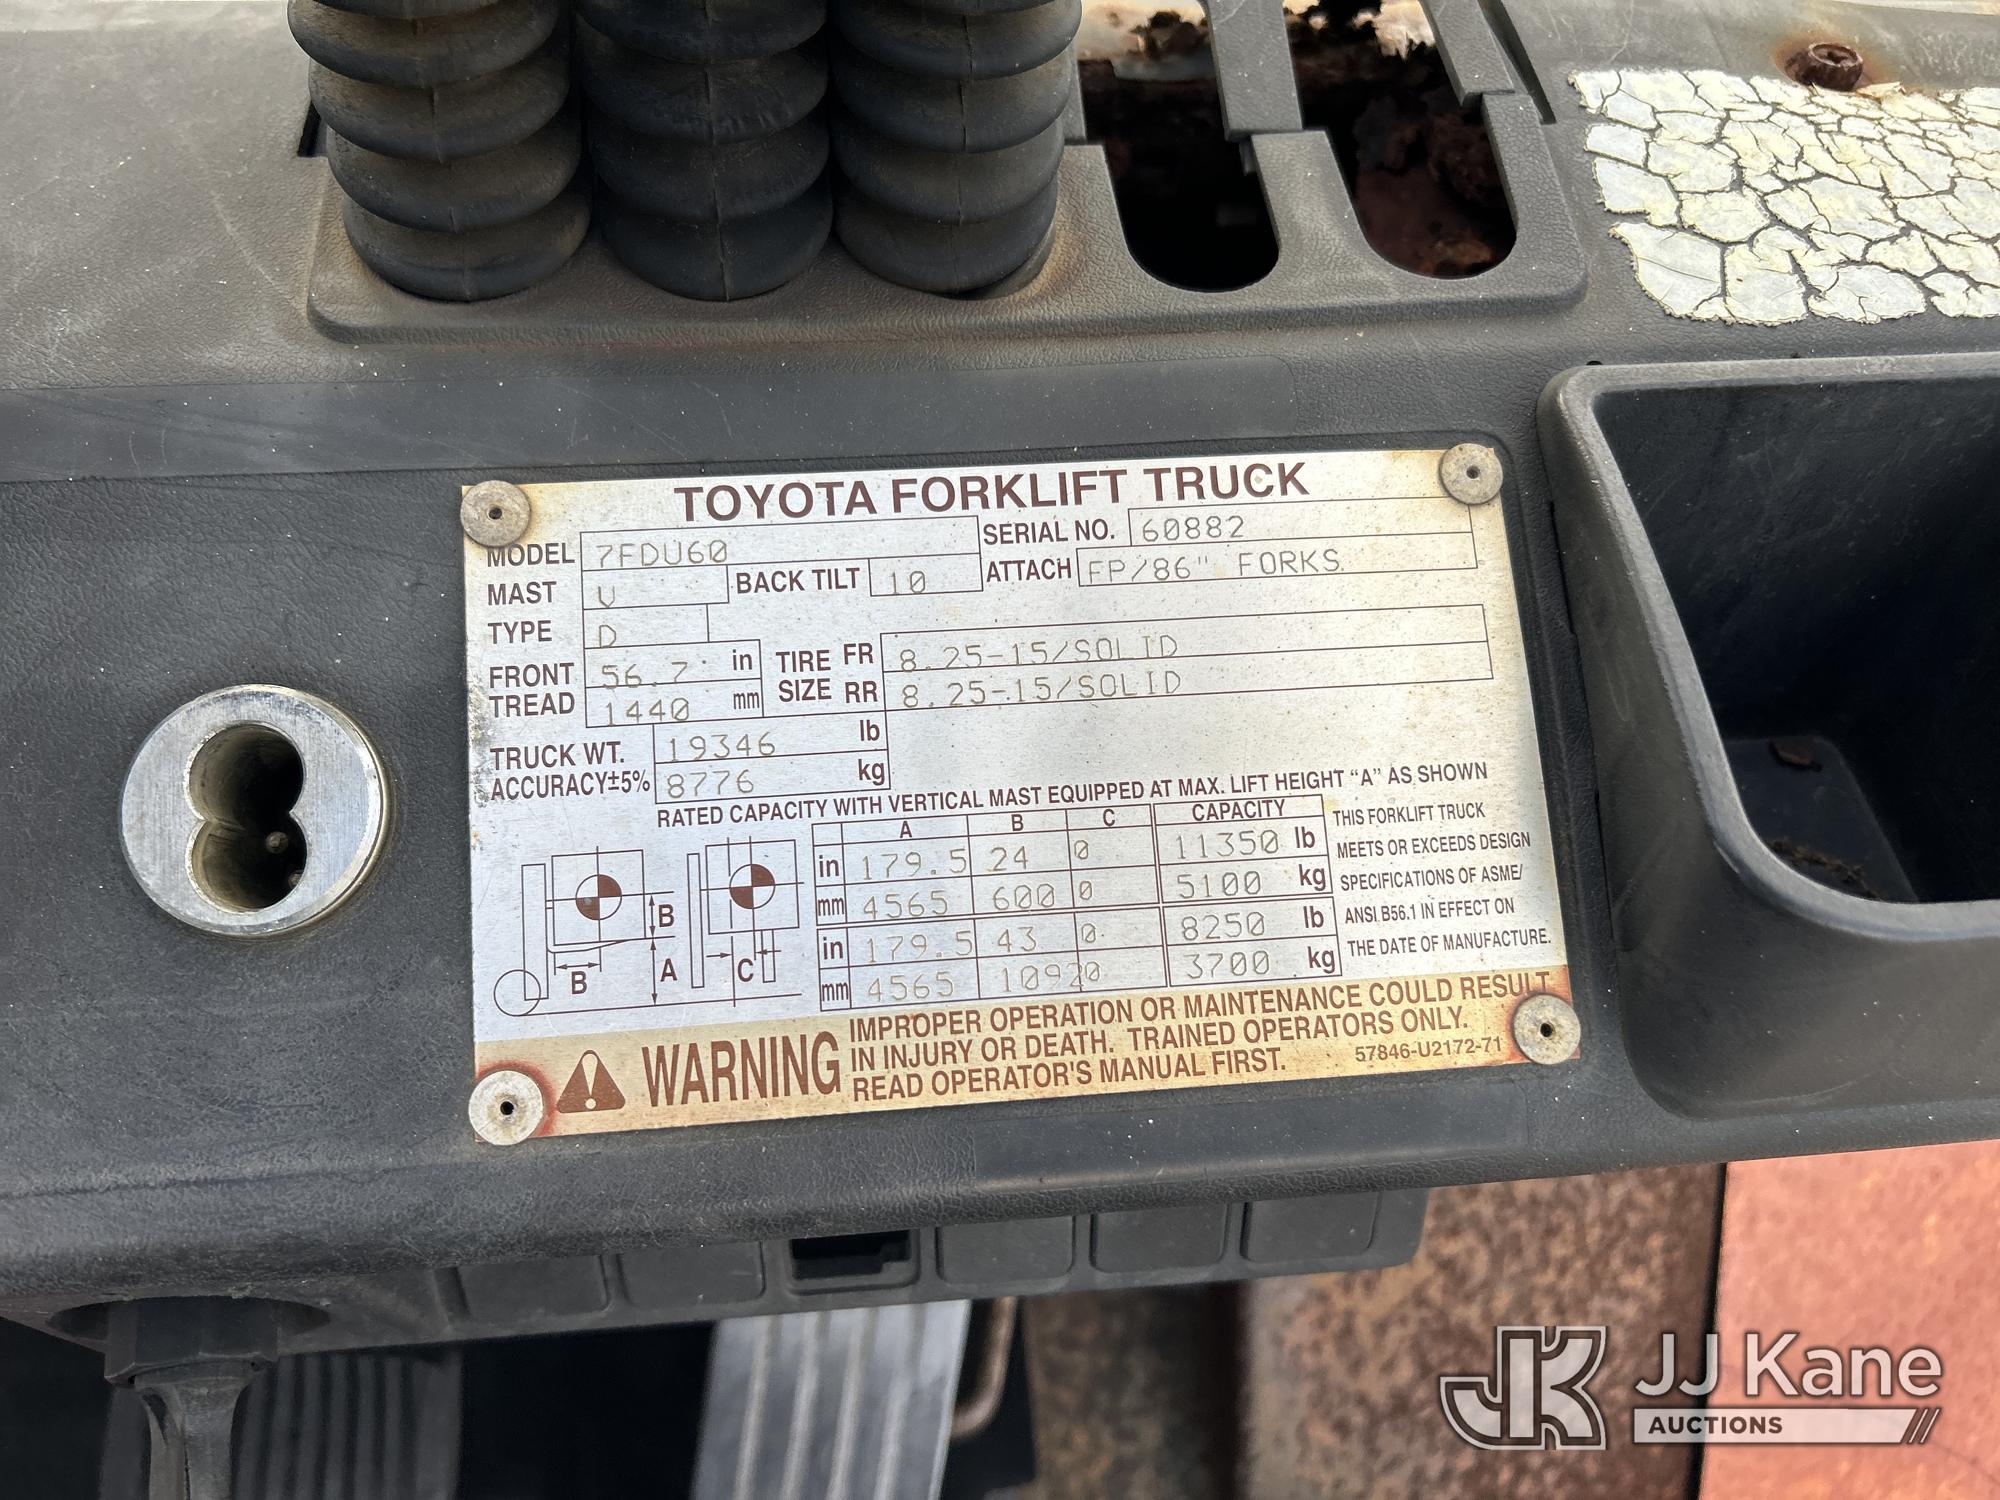 TOYOTA FORKLIFT TRUCK
MODEL 7FDU60 SERIAL NO. 60882
MAST V BACK TILT 10 ATTACH FP/86" FORKS
TYPE D
FRONT TREAD 56.7 in TIRE SIZE FR 8.25-15/SOLID
1440 mm RR 8.25-15/SOLID
TRUCK WT. 19346 lb
ACCURACY±5% 8776 kg
RATED CAPACITY WITH VERTICAL MAST EQUIPPED AT MAX. LIFT HEIGHT “A” AS SHOWN
A B C CAPACITY
in 179.5 24 0 11350 lb
mm 4565 600 0 5100 kg
in 179.5 43 0 8250 lb
mm 4565 1092 0 3700 kg
B
A
B
C
THIS FORKLIFT TRUCK
MEETS OR EXCEEDS DESIGN
SPECIFICATIONS OF ASME/
ANSI B56.1 IN EFFECT ON
THE DATE OF MANUFACTURE.
WARNING
IMPROPER OPERATION OR MAINTENANCE COULD RESULT
IN INJURY OR DEATH. TRAINED OPERATORS ONLY.
READ OPERATOR'S MANUAL FIRST.
57846-U2172-71
JK JJ Kane
AUCTIONS